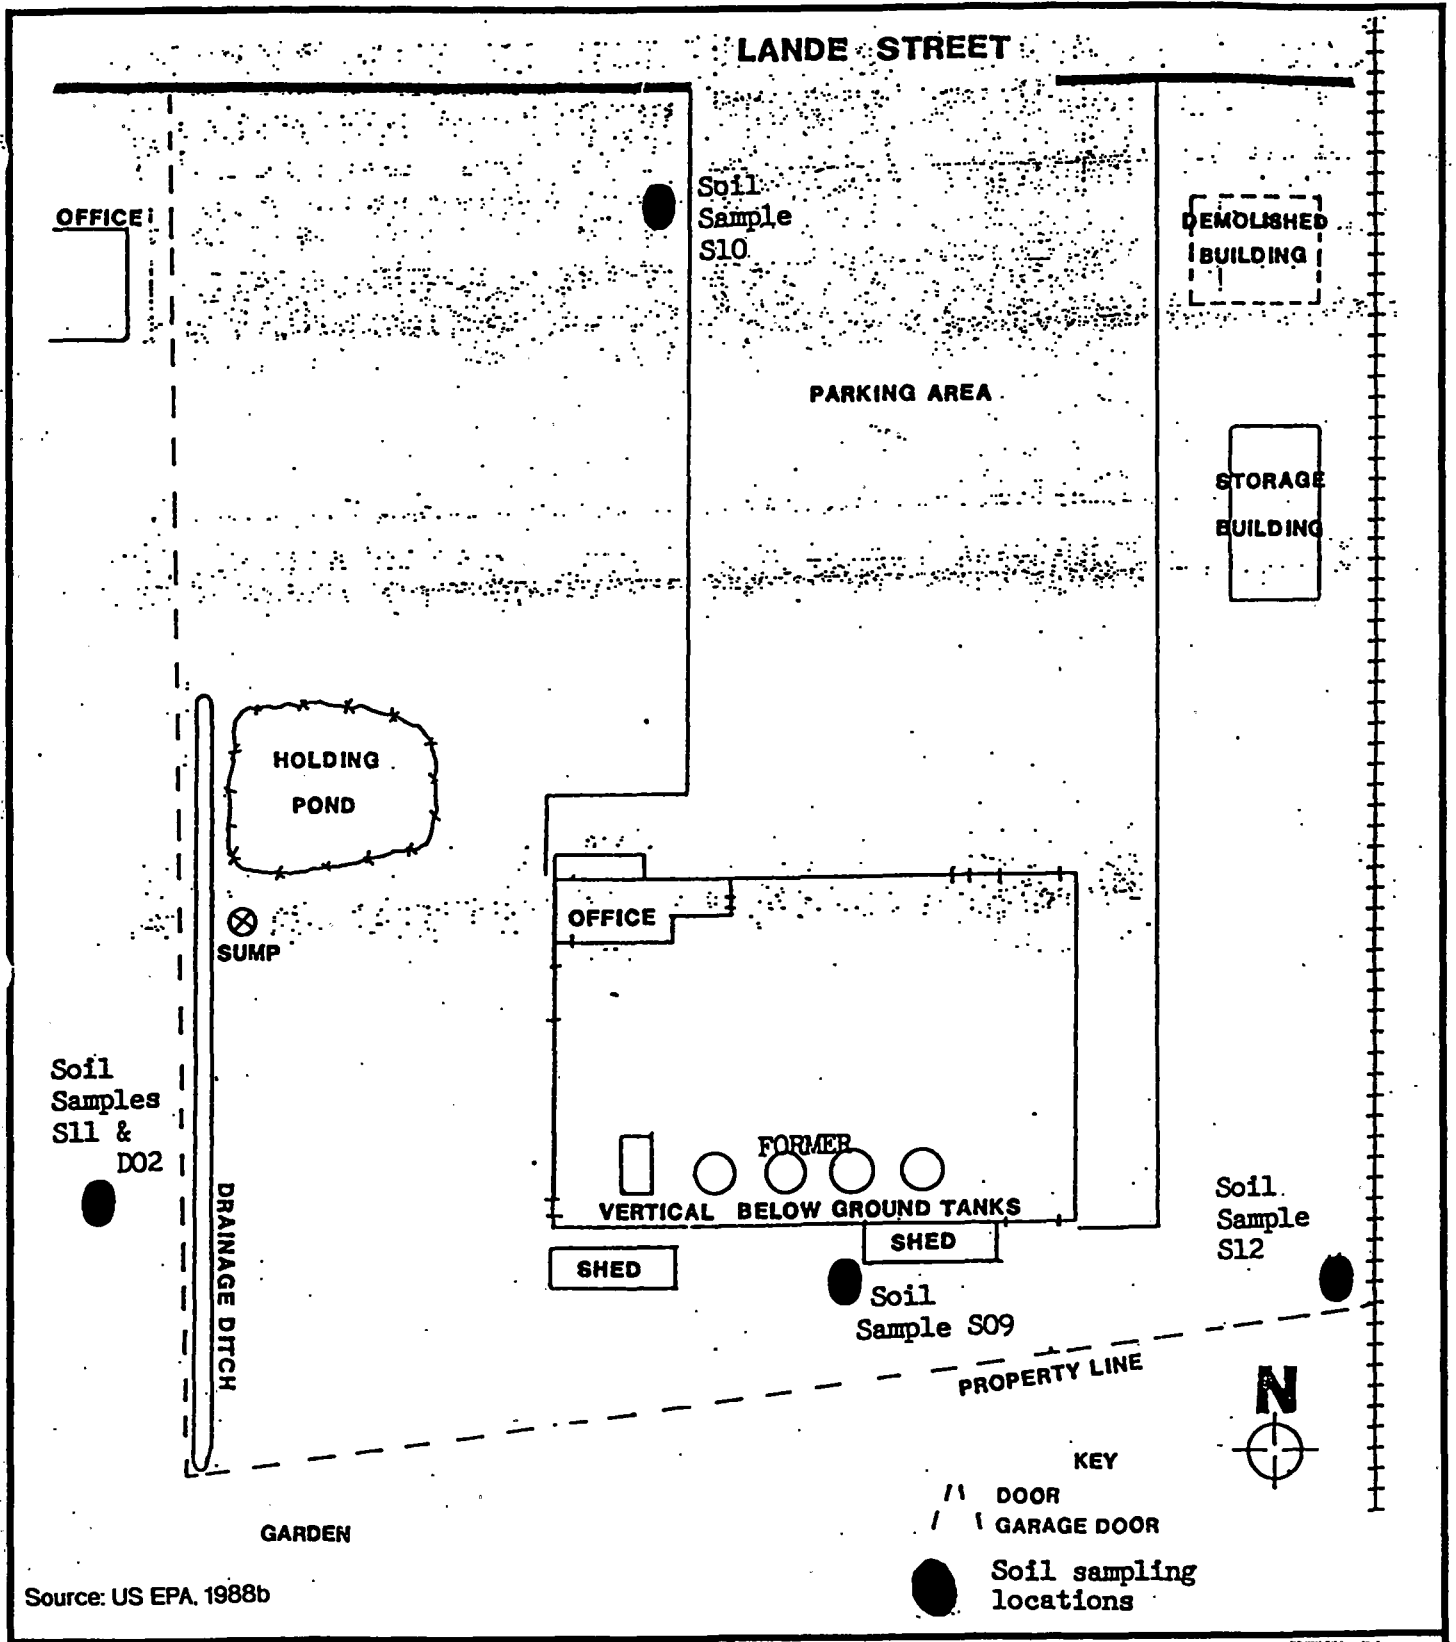 LANDE STREET
Soil
Sample
S10
OFFICE
DEMOLISHED
BUILDING
PARKING AREA
STORAGE
BUILDING
HOLDING
POND
OFFICE
SUMP
Soil
Samples
S11 &
D02
FORMER
VERTICAL BELOW GROUND TANKS
DRAINAGE DITCH
SHED
SHED
Soil
Sample
S12
Soil
Sample S09
PROPERTY LINE
N
KEY
DOOR
GARAGE DOOR
GARDEN
Soil sampling
locations
Source: US EPA, 1988b